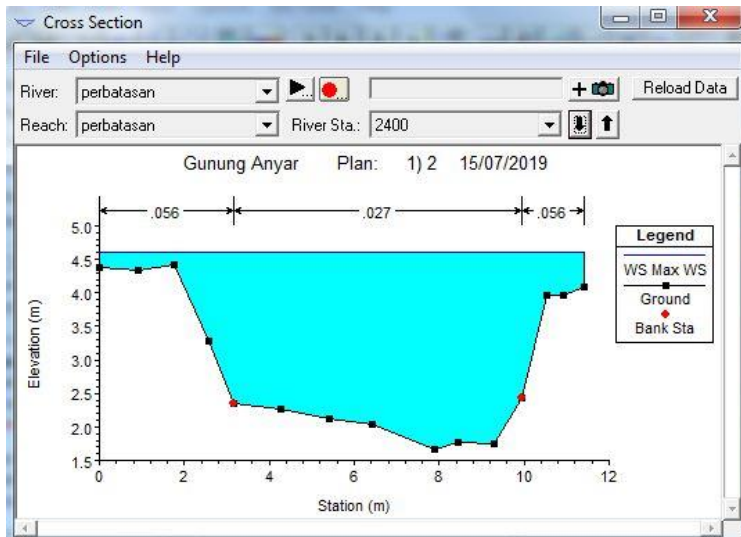 Cross Section
File Options Help
River: perbatasan Reload Data
Reach: perbatasan River Sta.: 2400
Gunung Anyar Plan: 1) 2 15/07/2019
.056 .027 .056
5.0
4.5
4.0
3.5
3.0
2.5
2.0
1.5
Elevation (m)
0 2 4 6 8 10 12
Station (m)
Legend
WS Max WS
Ground
Bank Sta